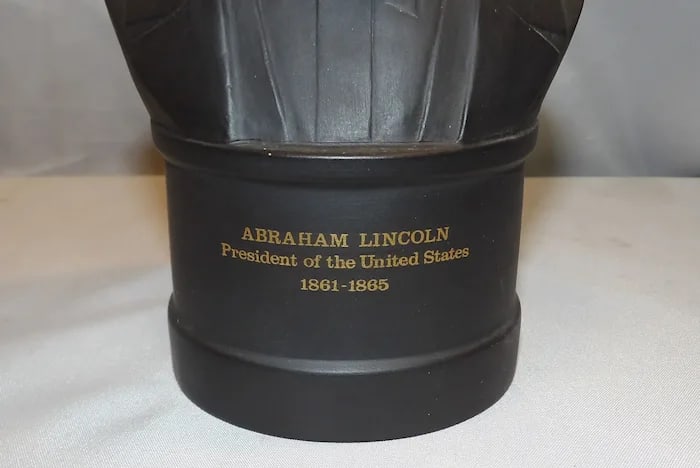 ABRAHAM LINCOLN
President of the United States
1861-1865